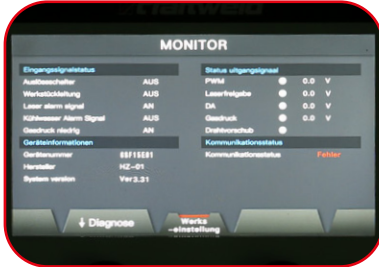 MONITOR
Eingangssignalstatus
Auslöseschalter AUS
Werkstückleitung AUS
Laser alarm signal AN
Kühlwasser Alarm Signal AUS
Gasdruck niedrig AN
Geräteinformationen
Gerätenummer
Hersteller HZ-01
System version Ver3.31
Status uitgangsignaal
PWM 0.0 V
Laserfreigabe 0.0 V
DA 0.0 V
Gasdruck 0.0 V
Drahtvorschub
Kommunikationsstatus
Kommunikationsstatus Fehler
↓ Diagnose
Werks
-einstellung